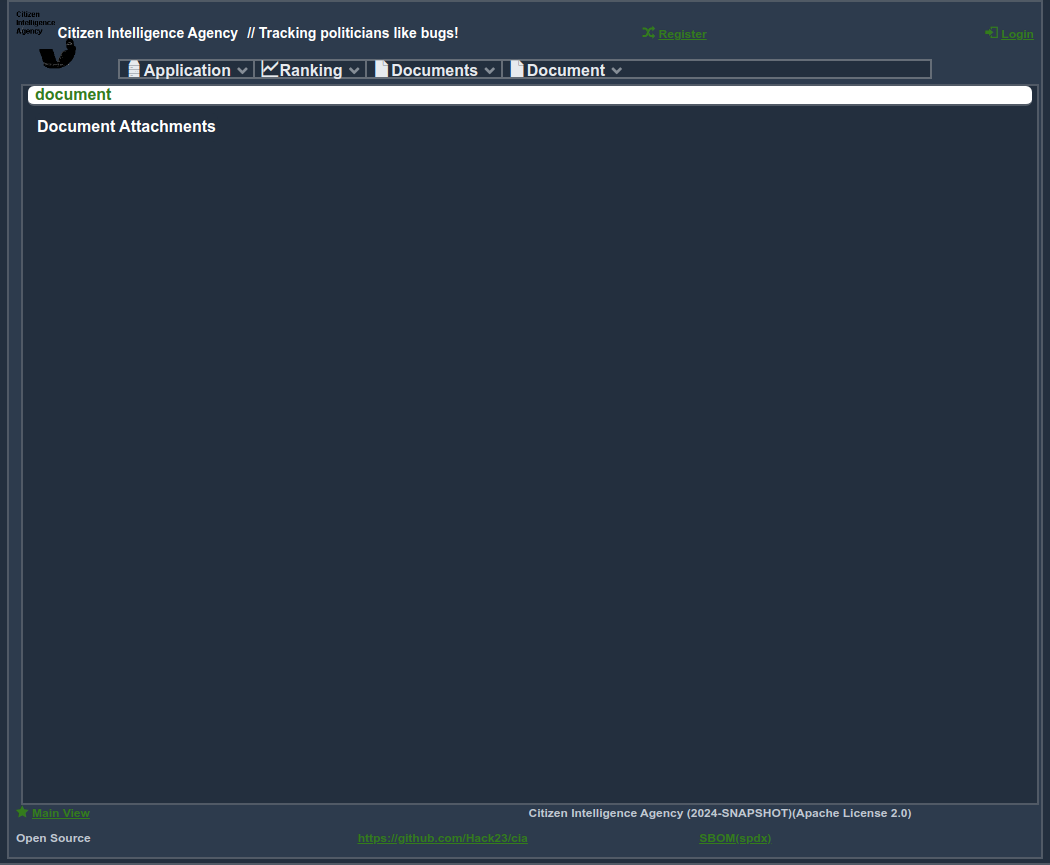 Citizen
Intelligence
Agency
Citizen Intelligence Agency // Tracking politicians like bugs!
Register
Login
Application
Ranking
Documents
Document
document
Document Attachments
Main View
Citizen Intelligence Agency (2024-SNAPSHOT)(Apache License 2.0)
Open Source
https://github.com/Hack23/cia
SBOM(spdx)